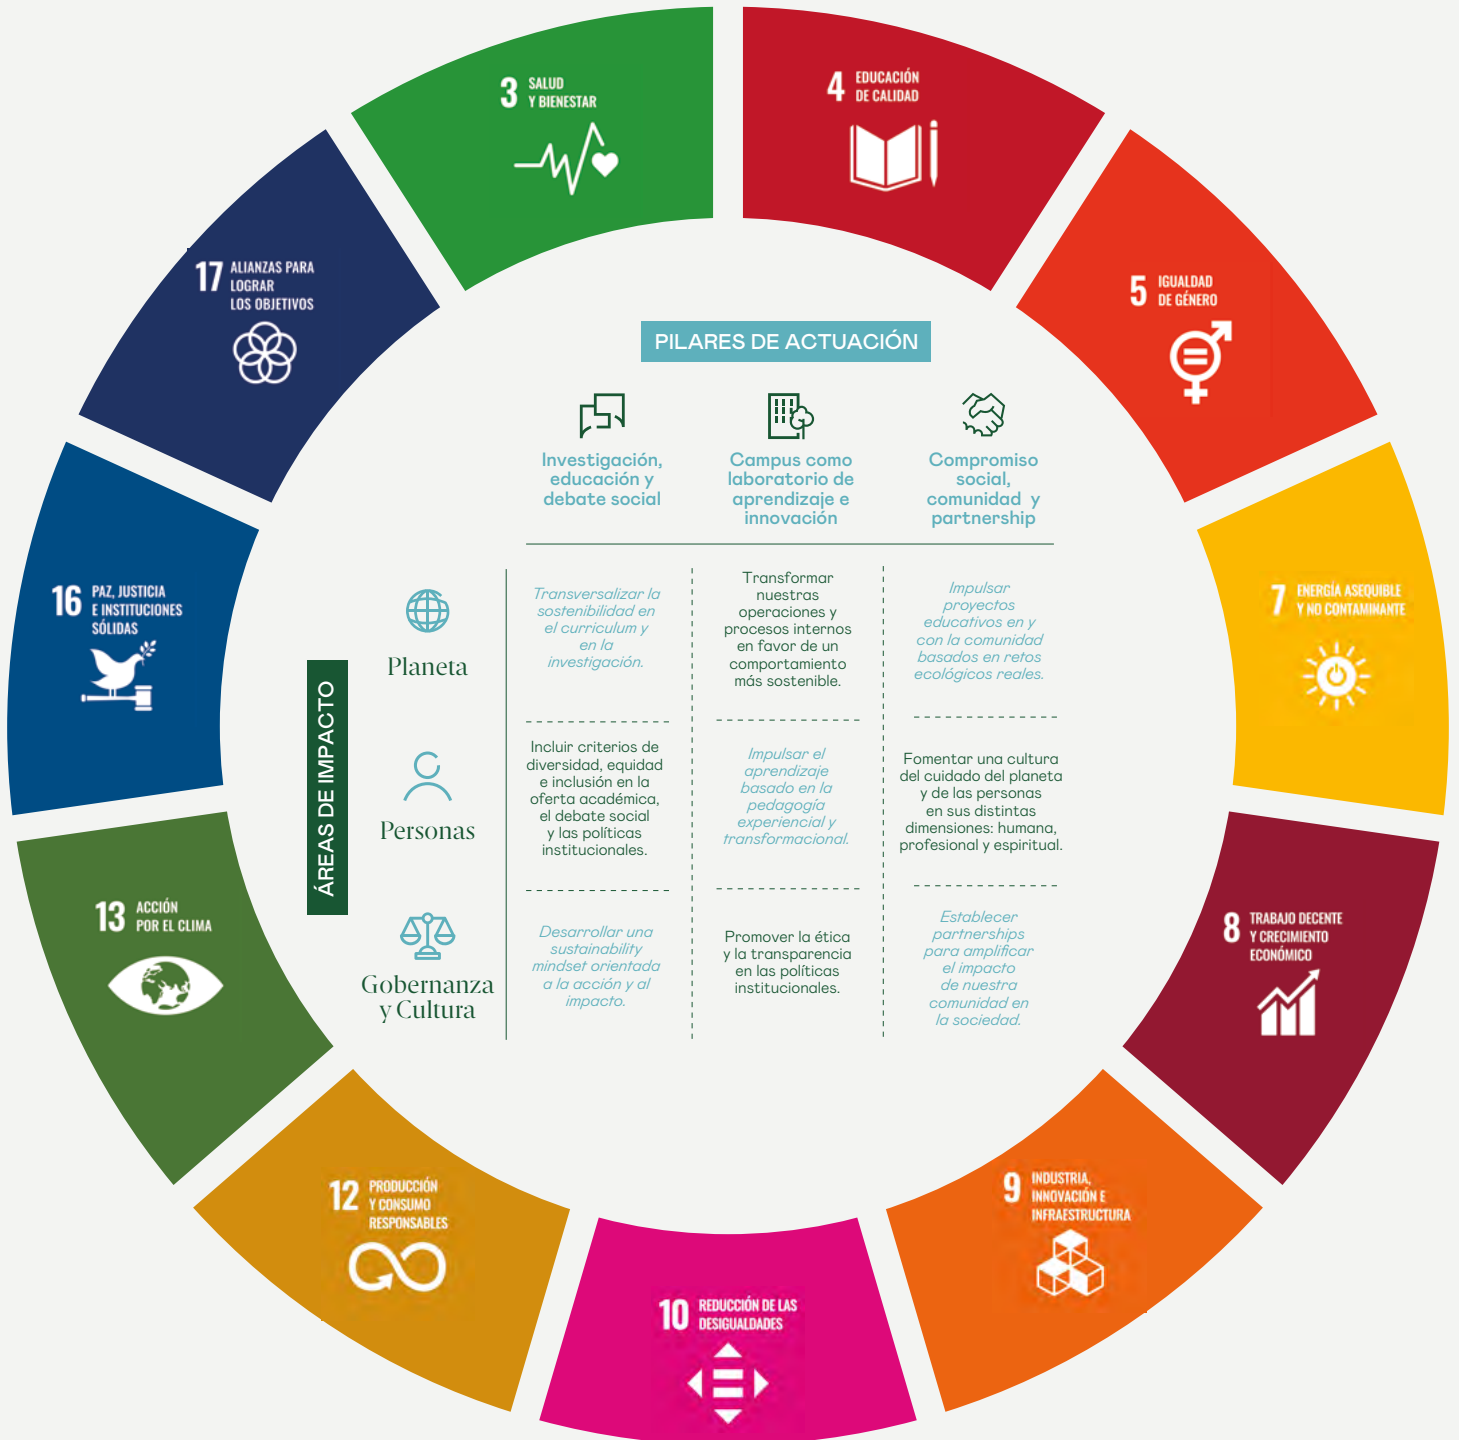 3 SALUD
Y BIENESTAR
4 EDUCACIÓN
DE CALIDAD
5 IGUALDAD
DE GÉNERO
7 ENERGÍA ASEQUIBLE
Y NO CONTAMINANTE
8 TRABAJO DECENTE
Y CRECIMIENTO
ECONÓMICO
9 INDUSTRIA,
INNOVACIÓN E
INFRAESTRUCTURA
10 REDUCCIÓN DE LAS
DESIGUALDADES
12 PRODUCCIÓN
Y CONSUMO
RESPONSABLES
13 ACCIÓN
POR EL CLIMA
16 PAZ, JUSTICIA
E INSTITUCIONES
SÓLIDAS
17 ALIANZAS PARA
LOGRAR
LOS OBJETIVOS
PILARES DE ACTUACIÓN
Investigación,
educación y
debate social
Campus como
laboratorio de
aprendizaje e
innovación
Compromiso
social,
comunidad y
partnership
ÁREAS DE IMPACTO
Planeta
Transversalizar la
sostenibilidad en
el curriculum y
en la
investigación.
Transformar
nuestras
operaciones y
procesos internos
en favor de un
comportamiento
más sostenible.
Impulsar
proyectos
educativos en y
con la comunidad
basados en retos
ecológicos reales.
Personas
Incluir criterios de
diversidad, equidad
e inclusión en la
oferta académica,
el debate social
y las políticas
institucionales.
Impulsar el
aprendizaje
basado en la
pedagogía
experiencial y
transformacional.
Fomentar una cultura
del cuidado del planeta
y de las personas
en sus distintas
dimensiones: humana,
profesional y espiritual.
Gobernanza
y Cultura
Desarrollar una
sustainability
mindset orientada
a la acción y al
impacto.
Promover la ética
y la transparencia
en las políticas
institucionales.
Establecer
partnerships
para amplificar
el impacto
de nuestra
comunidad en
la sociedad.